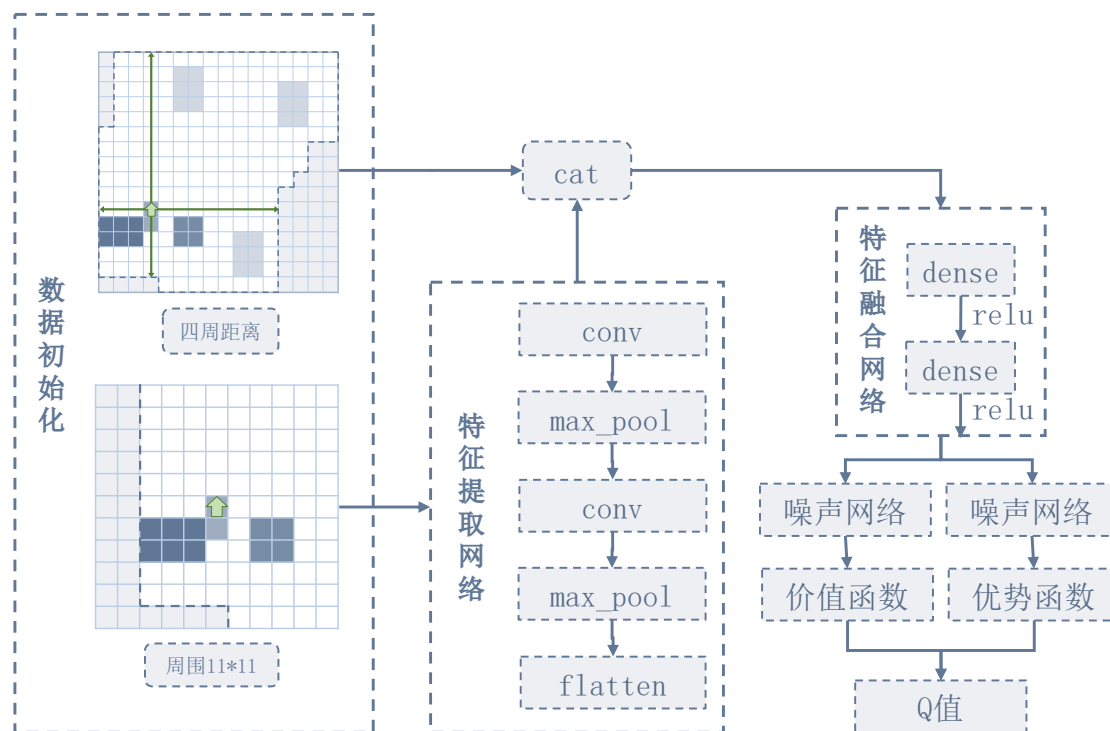 数据初始化
四周距离
周围11*11
特征提取网络
conv
max_pool
conv
max_pool
flatten
cat
特征融合网络
dense
relu
dense
relu
噪声网络
噪声网络
价值函数
优势函数
Q值